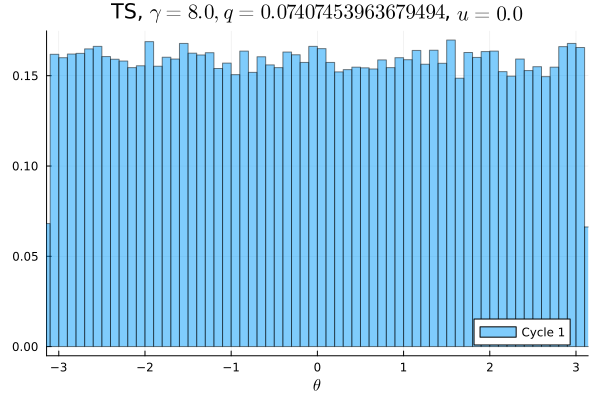 TS, γ = 8.0, q = 0.07407453963679494, u = 0.0
0.15
0.10
0.05
0.00
Cycle 1
−3 −2 −1 0 1 2 3
θ